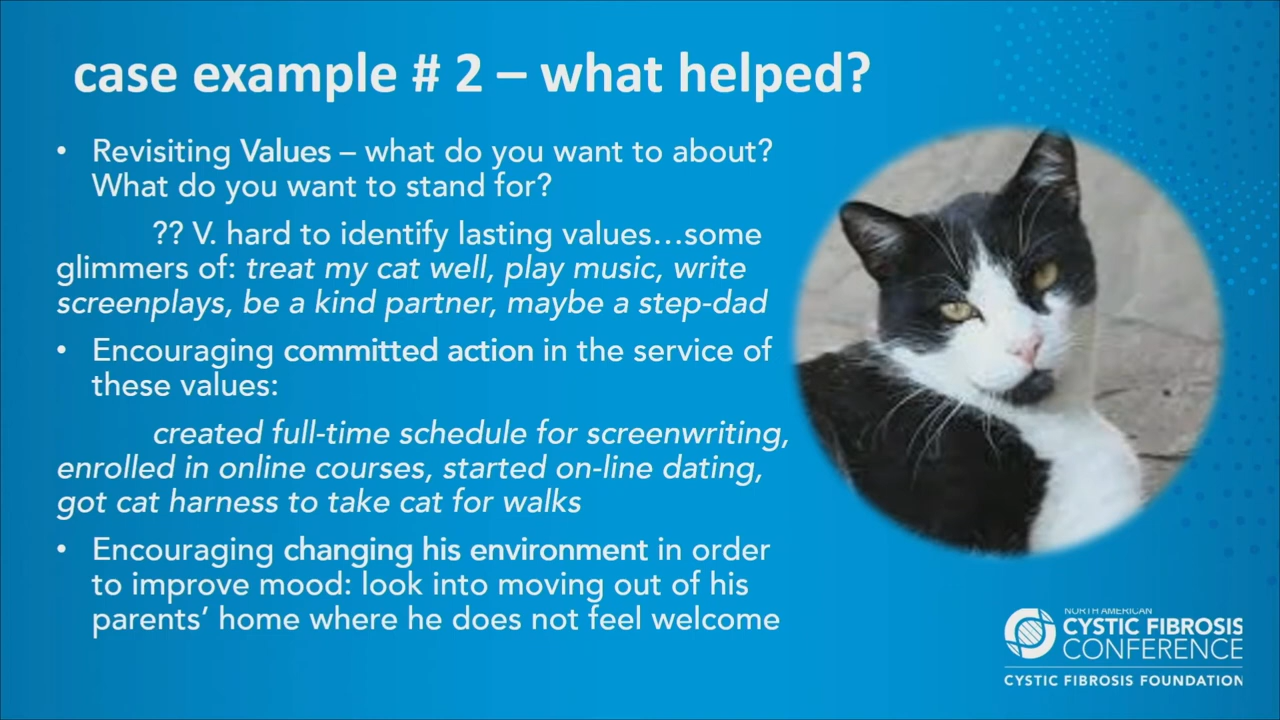 case example # 2 – what helped?
• Revisiting Values – what do you want to about?
What do you want to stand for?
?? V. hard to identify lasting values...some
glimmers of: treat my cat well, play music, write
screenplays, be a kind partner, maybe a step-dad
• Encouraging committed action in the service of
these values:
created full-time schedule for screenwriting,
enrolled in online courses, started on-line dating,
got cat harness to take cat for walks
• Encouraging changing his environment in order
to improve mood: look into moving out of his
parents’ home where he does not feel welcome
NORTH AMERICAN
CYSTIC FIBROSIS
CONFERENCE
CYSTIC FIBROSIS FOUNDATION